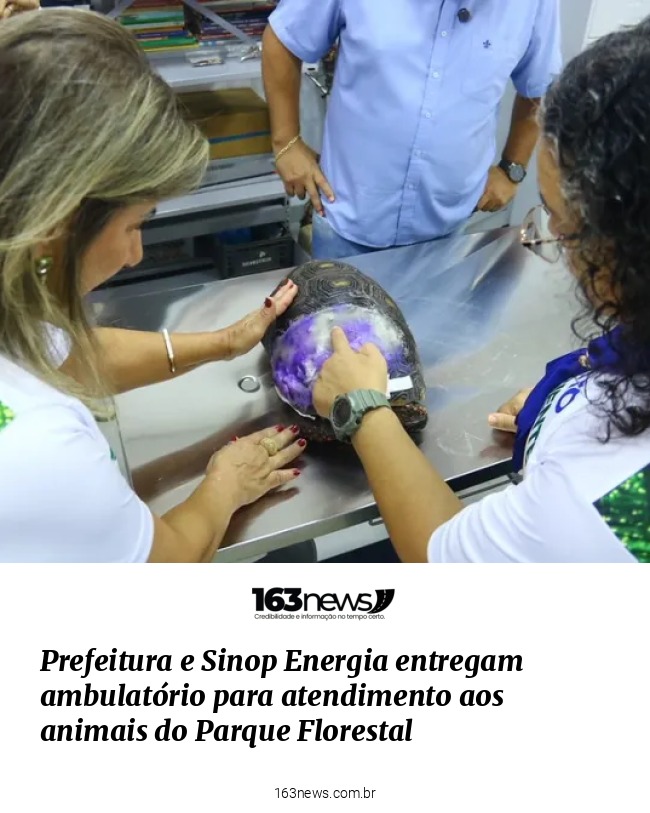 163news
Credibilidade e informação no tempo certo.
Prefeitura e Sinop Energia entregam
ambulatório para atendimento aos
animais do Parque Florestal
163news.com.br